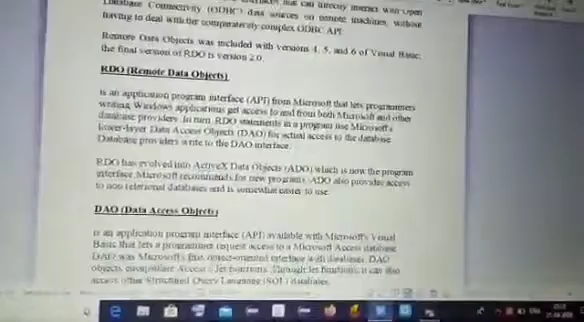 that can directly interact with Open
Database Connectivity (ODBC) data sources on remote machines, without
having to deal with the comparatively complex ODBC API.
Remote Data Objects was included with versions 4, 5, and 6 of Visual Basic;
the final version of RDO is version 2.0.
RDO (Remote Data Objects)
is an application program interface (API) from Microsoft that lets programmers
writing Windows applications get access to and from both Microsoft and other
database providers. In turn, RDO statements in a program use Microsoft's
lower-layer Data Access Objects (DAO) for actual access to the database.
Database providers write to the DAO interface.
RDO has evolved into ActiveX Data Objects (ADO) which is now the program
interface Microsoft recommends for new programs. ADO also provides access
to non relational databases and is somewhat easier to use.
DAO (Data Access Objects)
is an application program interface (API) available with Microsoft's Visual
Basic that lets a programmer request access to a Microsoft Access database.
DAO was Microsoft's first object-oriented interface with databases. DAO
objects encapsulate Access's Jet functions. Through Jet functions, it can also
access other Structured Query Language (SQL) databases.